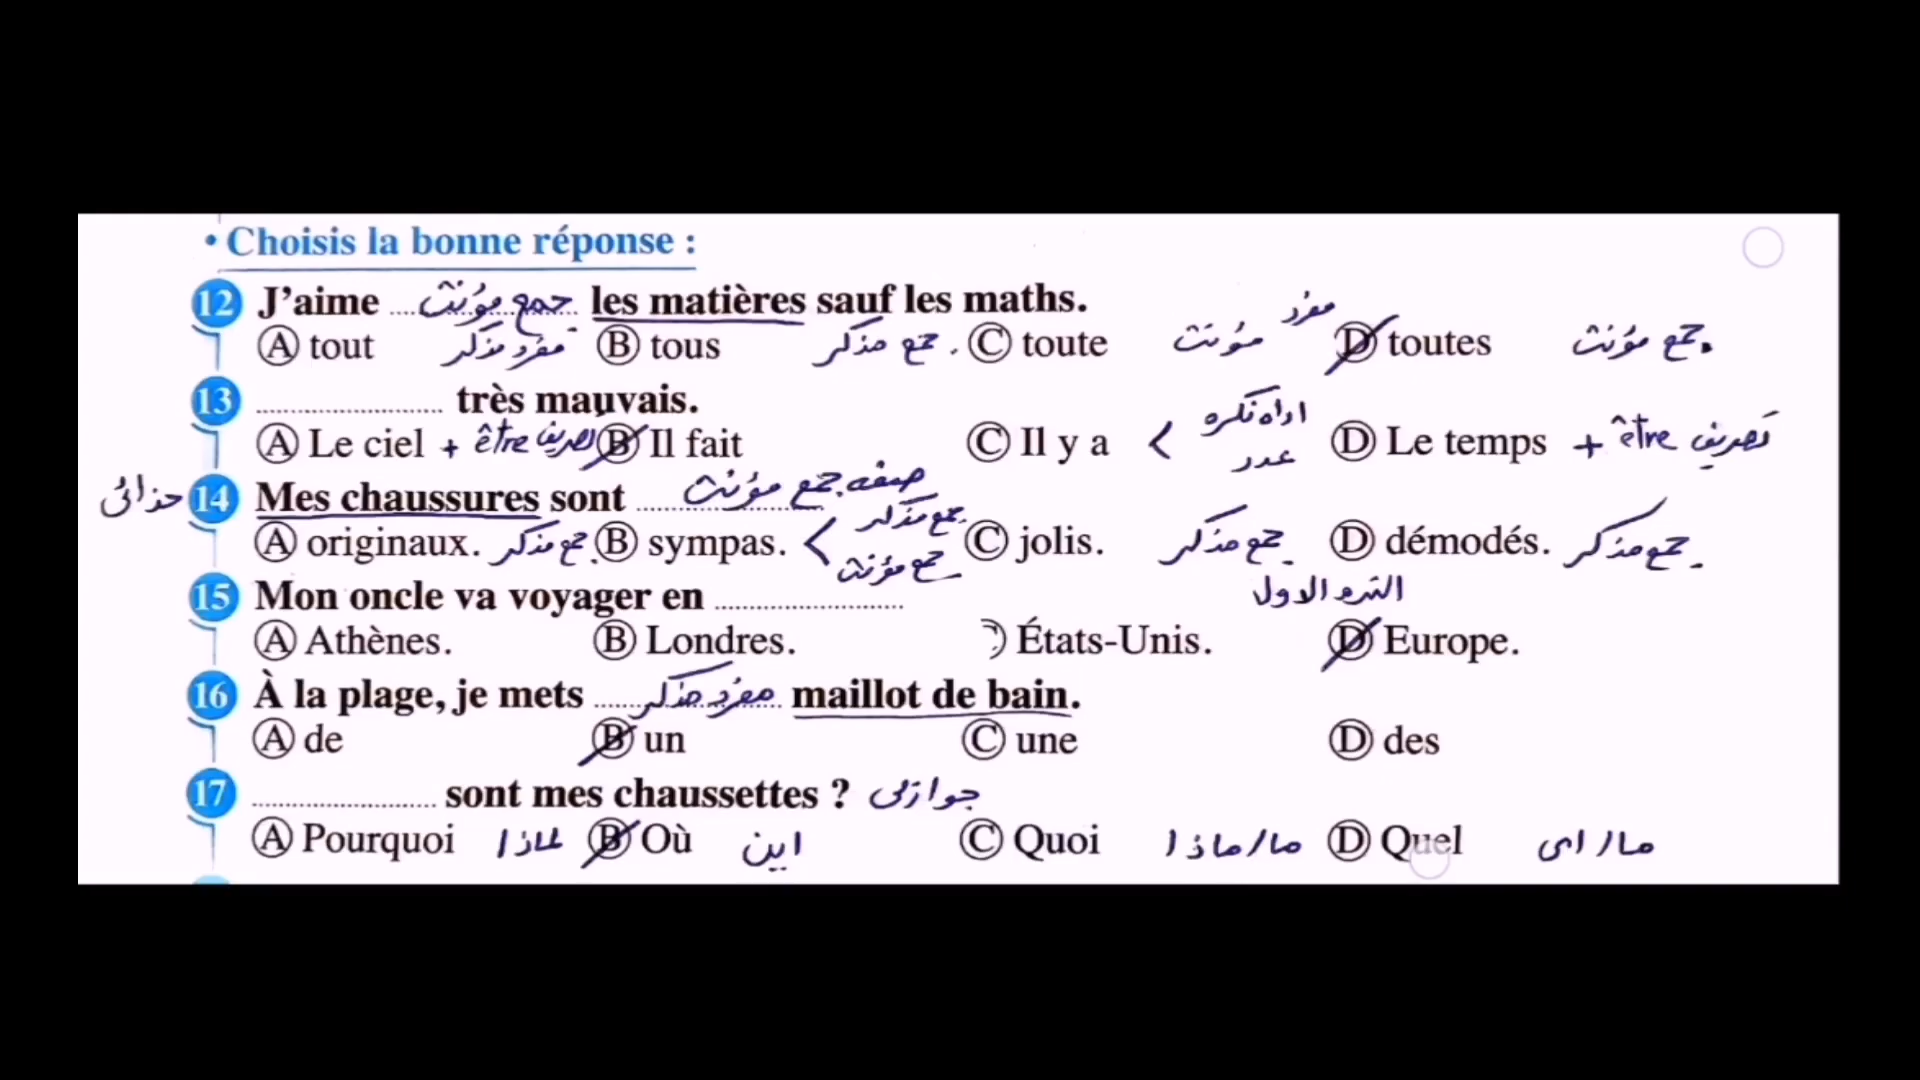 • Choisis la bonne réponse :
12 J'aime ... جمع مؤنث ... les matières sauf les maths.
مفرد
A tout مفرد مذكر B tous جمع مذكر C toute مؤنث D toutes جمع مؤنث
13 ........................ très mauvais.
اداه نكره
A Le ciel + être تصريف B Il fait C Il y a < عدد D Le temps + être تصريف
حذائى 14 Mes chaussures sont ... صفه جمع مؤنث
جمع مذكر
A originaux. جمع مذكر B sympas. < C jolis. جمع مذكر D démodés. جمع مذكر
جمع مؤنث
15 Mon oncle va voyager en ........................
A Athènes. B Londres. C États-Unis. D Europe.
16 À la plage, je mets ... مفرد مذكر ... maillot de bain.
A de B un C une D des
17 ........................ sont mes chaussettes ? جواربى
A Pourquoi لماذا B Où اين C Quoi ما/ماذا D Quel ما/اى